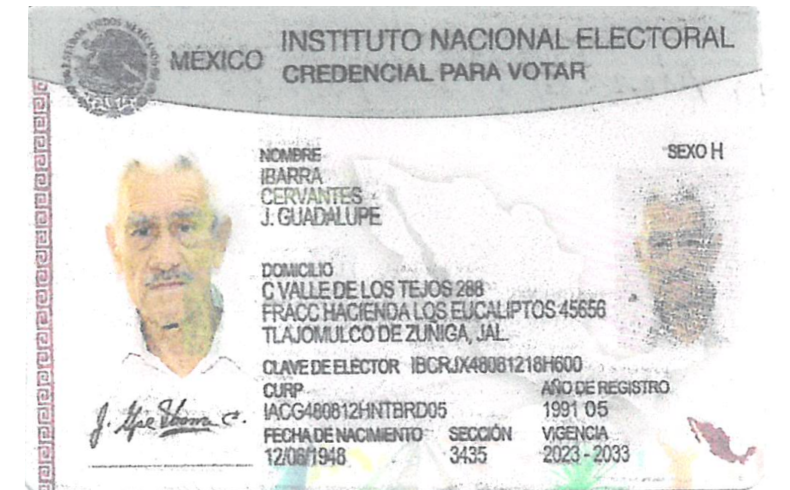 ESTADOS UNIDOS MEXICANOS
MÉXICO
INSTITUTO NACIONAL ELECTORAL
CREDENCIAL PARA VOTAR
NOMBRE
SEXO H
IBARRA
CERVANTES
J. GUADALUPE
DOMICILIO
C VALLE DE LOS TEJOS 288
FRACC HACIENDA LOS EUCALIPTOS 45656
TLAJOMULCO DE ZUÑIGA, JAL.
CLAVE DE ELECTOR IBCRJX48081218H600
CURP
IACG480812HNTBRD05
AÑO DE REGISTRO
1991 05
FECHA DE NACIMIENTO
12/08/1948
SECCIÓN
3435
VIGENCIA
2023 - 2033
J. Gpe Ibarra C.